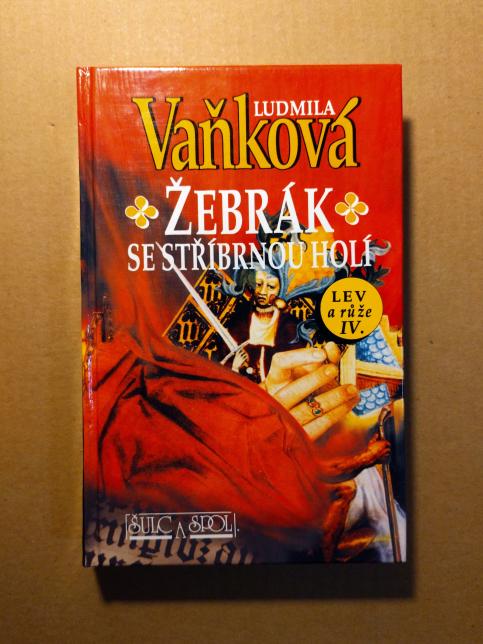 LUDMILA
Vaňková
ŽEBRÁK
SE STŘÍBRNOU HOLÍ
LEV
a růže
IV.
ŠULC A SPOL.